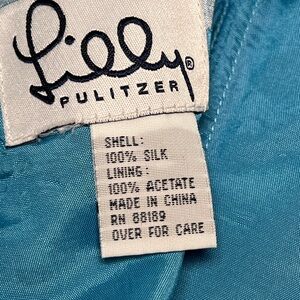 Lilly®
PULITZER
SHELL:
100% SILK
LINING:
100% ACETATE
MADE IN CHINA
RN 88189
OVER FOR CARE